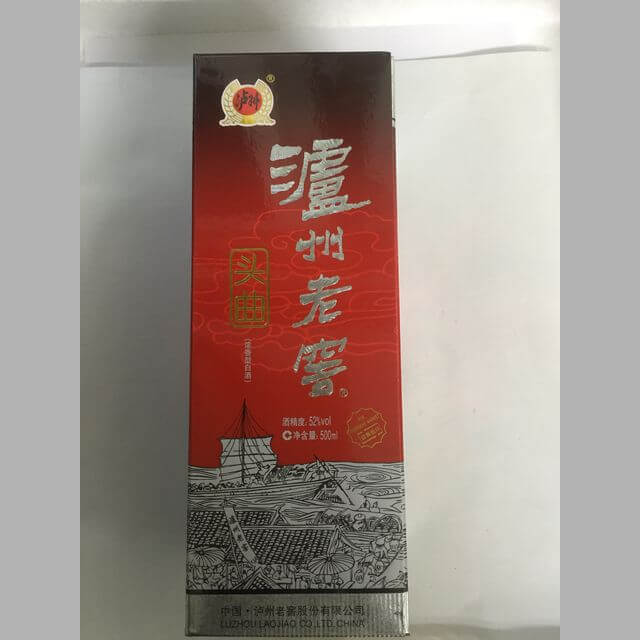 泸州
®
泸州老窖
头曲
(浓香型白酒)
酒精度:52%vol
净含量:500ml
中国·泸州老窖股份有限公司
LUZHOU LAOJIAO CO.,LTD, CHINA